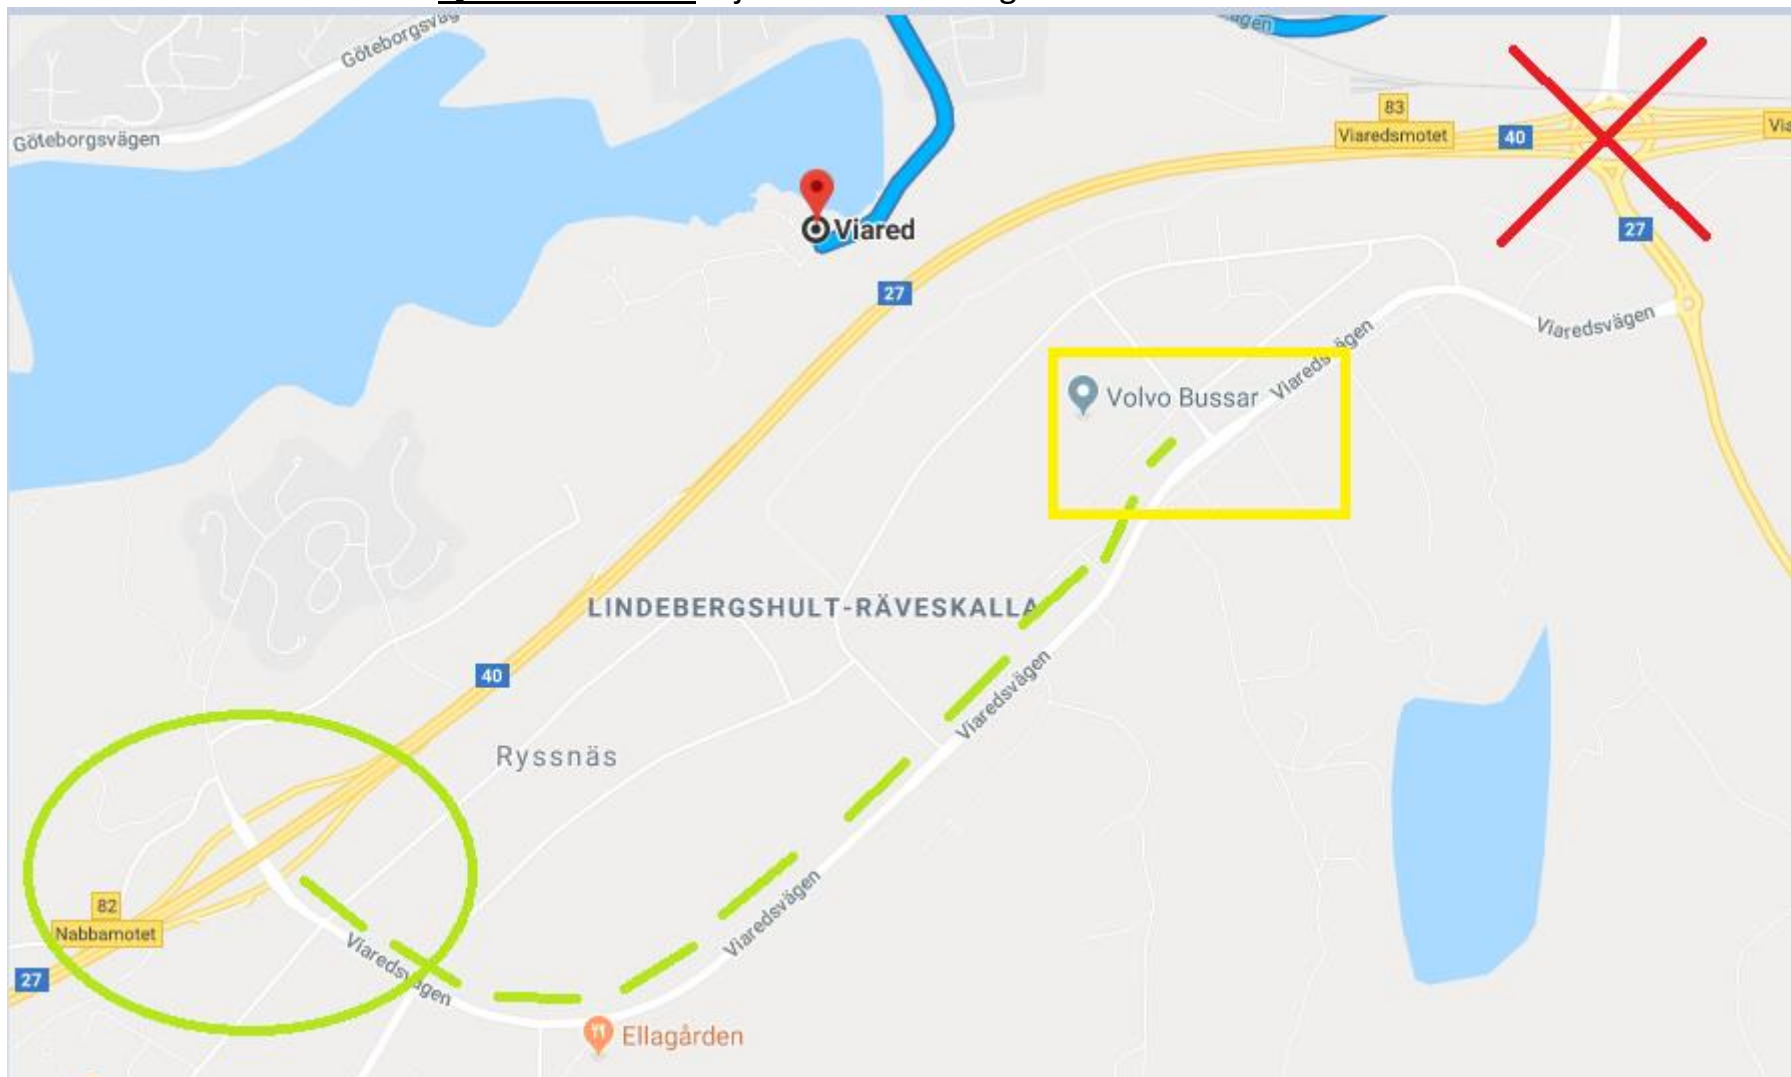 Göteborgsväg
ägen
Göteborgsvägen
83
Viaredsmotet
40
Via
27
Viared
27
Viaredsvägen
Viaredsvägen
Volvo Bussar
LINDEBERGSHULT-RÄVESKALLA
40
Viaredsvägen
Ryssnäs
Viaredsvägen
82
Nabbamotet
Viaredsvägen
27
Ellagården